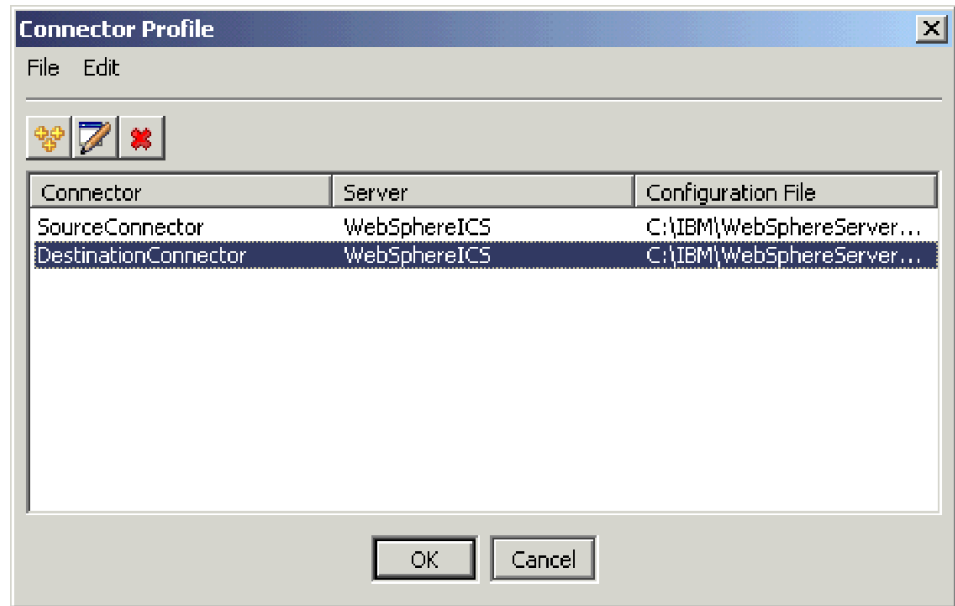 Connector Profile
File Edit
Connector Server Configuration File
SourceConnector WebSphereICS C:\IBM\WebSphereServer...
DestinationConnector WebSphereICS C:\IBM\WebSphereServer...
OK Cancel